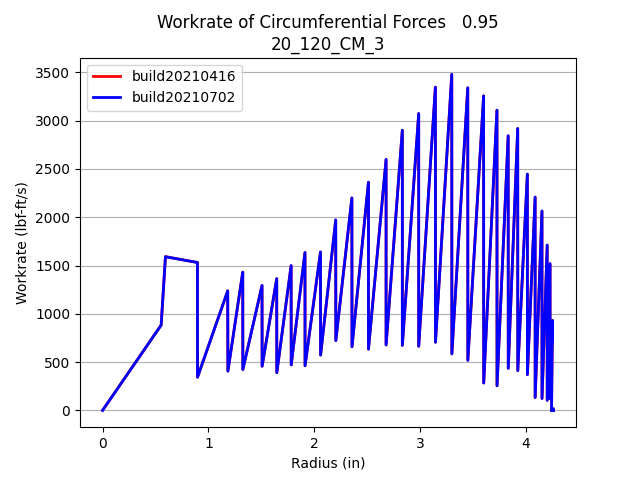 Workrate of Circumferential Forces   0.95
20_120_CM_3
build20210416
build20210702
Workrate (lbf-ft/s)
3500
3000
2500
2000
1500
1000
500
0
0 1 2 3 4
Radius (in)